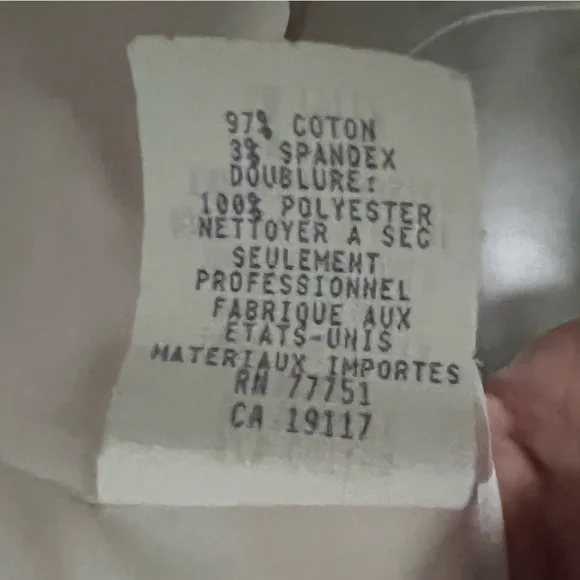 97% COTON
3% SPANDEX
DOUBLURE:
100% POLYESTER
NETTOYER A SEC
SEULEMENT
PROFESSIONNEL
FABRIQUE AUX
ETATS-UNIS
MATERIAUX IMPORTES
RN 77751
CA 19117